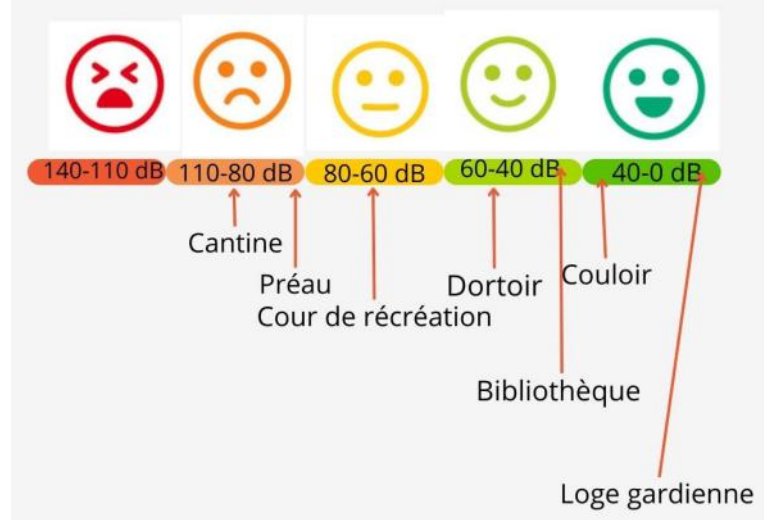 140-110 dB 110-80 dB 80-60 dB 60-40 dB 40-0 dB
Cantine
Préau
Cour de récréation
Dortoir
Couloir
Bibliothèque
Loge gardienne